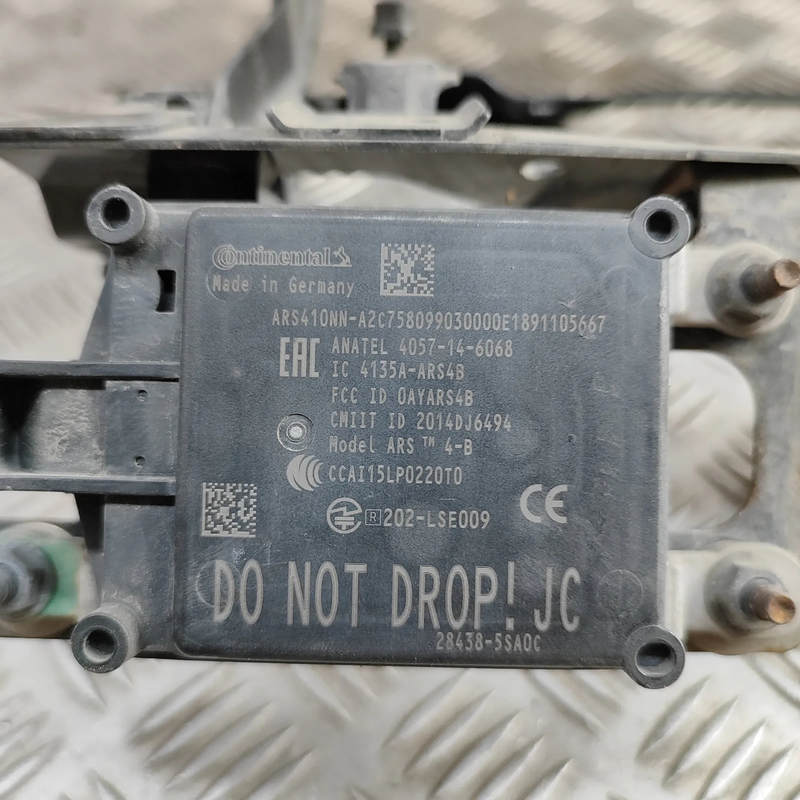 Continental
Made in Germany
ARS410NN-A2C758099030000E1891105667
EAC
ANATEL 4057-14-6068
IC 4135A-ARS4B
FCC ID OAYARS4B
CMIIT ID 2014DJ6494
Model ARS ™ 4-B
CCAI15LP0220T0
R 202-LSE009
CE
DO NOT DROP! JC
28438-5SA0C